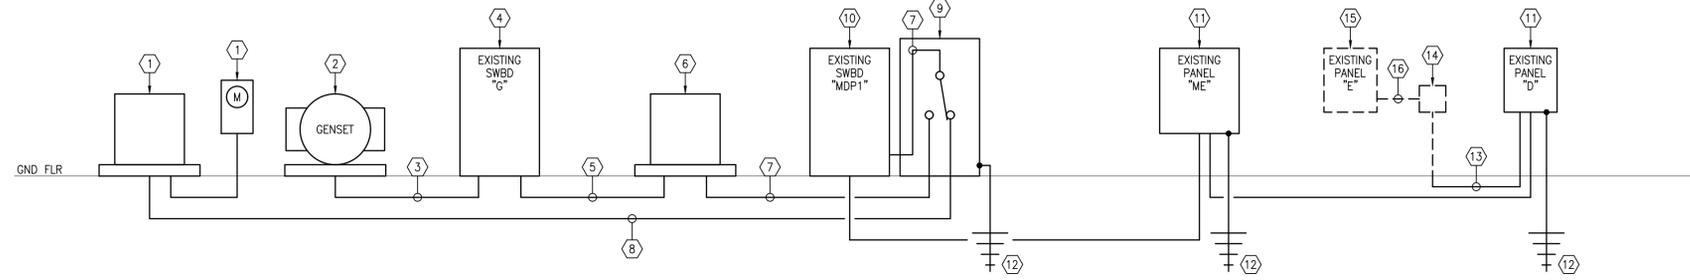 4
10
7
9
11
15
11
1
1
2
6
14
16
EXISTING
SWBD
"G"
EXISTING
SWBD
"MDP1"
EXISTING
PANEL
"ME"
EXISTING
PANEL
"E"
EXISTING
PANEL
"D"
M
GENSET
GND FLR
3
5
7
13
8
12
12
12